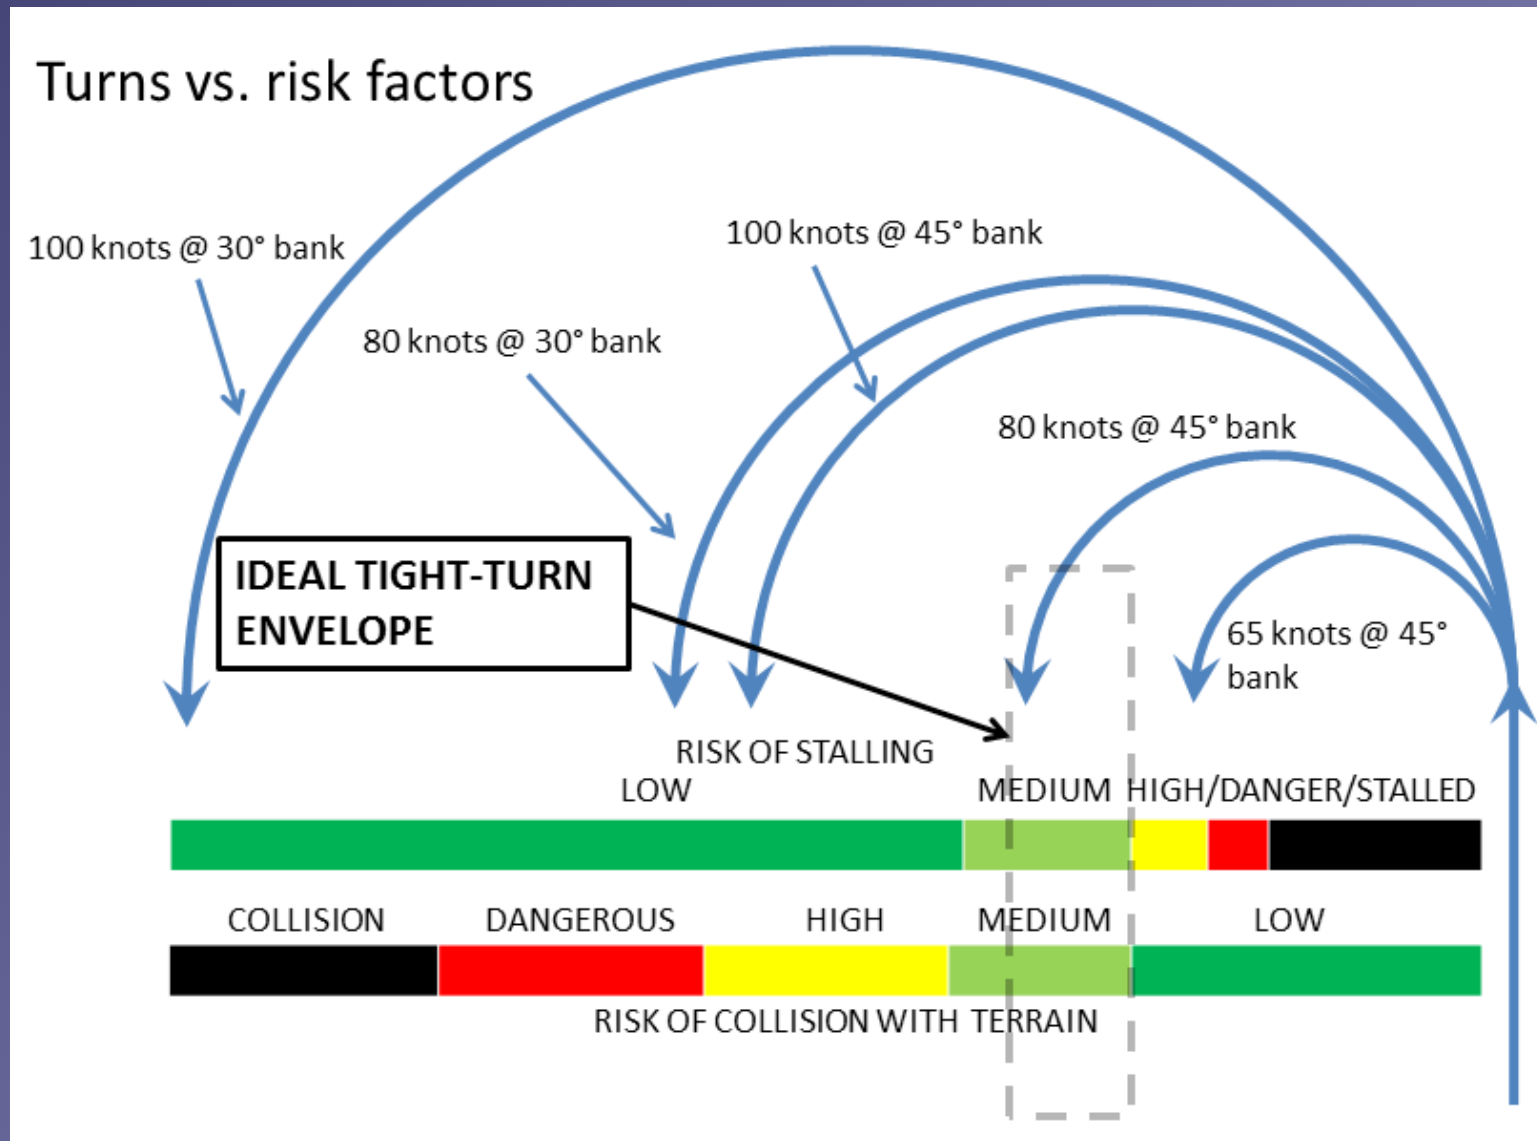 Turns vs. risk factors
100 knots @ 30° bank
100 knots @ 45° bank
80 knots @ 30° bank
80 knots @ 45° bank
IDEAL TIGHT-TURN
ENVELOPE
65 knots @ 45°
bank
RISK OF STALLING
LOW MEDIUM HIGH/DANGER/STALLED
COLLISION DANGEROUS HIGH MEDIUM LOW
RISK OF COLLISION WITH TERRAIN